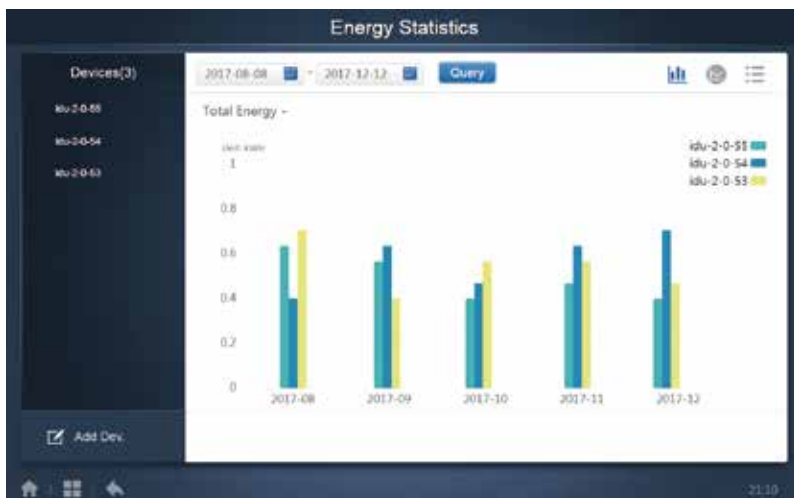 Energy Statistics
Devices(3)
idu-2-0-55
idu-2-0-54
idu-2-0-53
2017-08-08 - 2017-12-12 Query
Total Energy -
1
0.8
0.6
0.4
0.2
0
2017-08 2017-09 2017-10 2017-11 2017-12
idu-2-0-55
idu-2-0-54
idu-2-0-53
Add Dev.
21:10